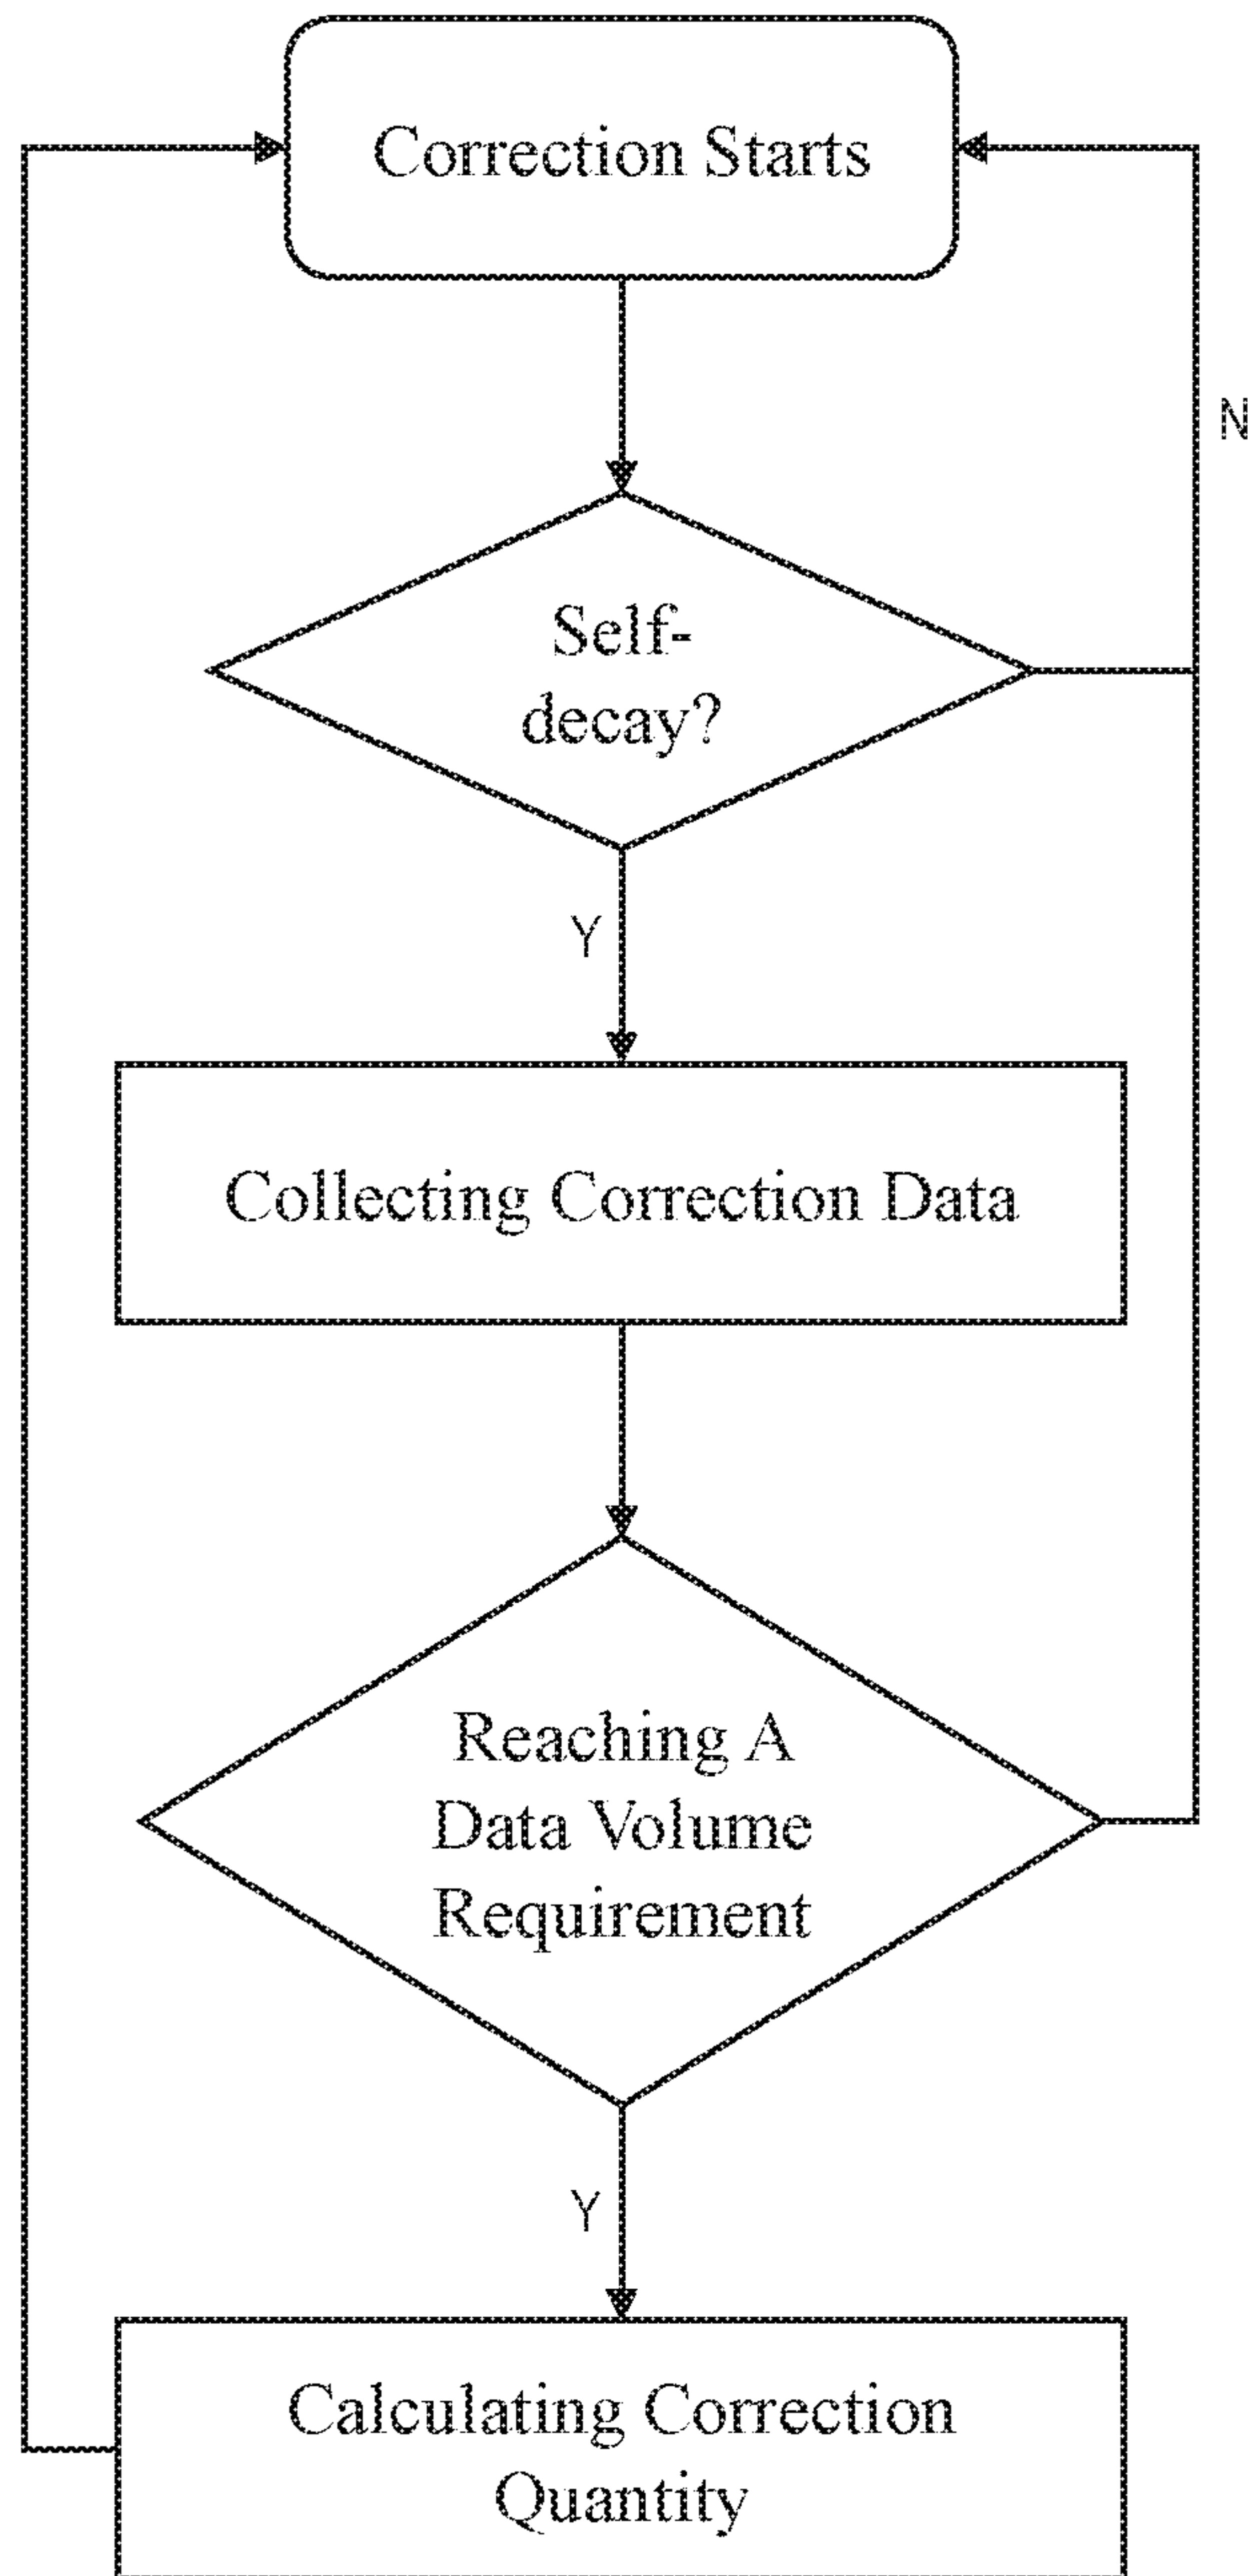 Correction Starts
N
Self-
decay?
Y
Collecting Correction Data
Reaching A
Data Volume
Requirement
Y
Calculating Correction
Quantity